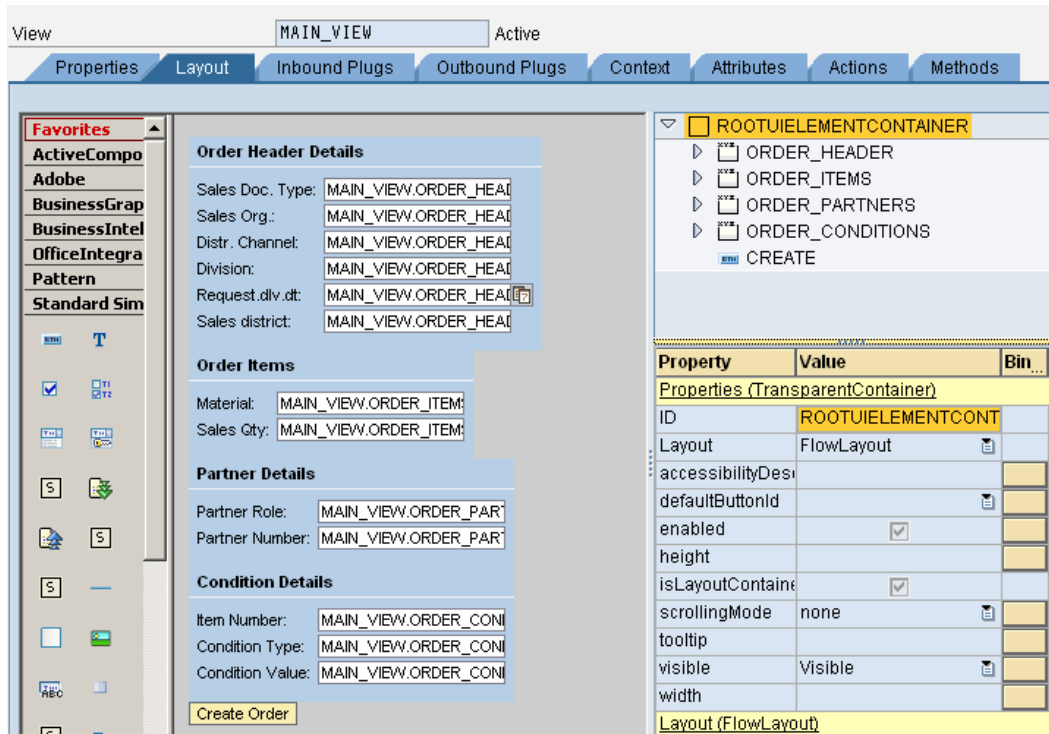 View MAIN_VIEW Active
Properties Layout Inbound Plugs Outbound Plugs Context Attributes Actions Methods
Favorites
ActiveCompo
Adobe
BusinessGrap
BusinessIntel
OfficeIntegra
Pattern
Standard Sim
Order Header Details
Sales Doc. Type: MAIN_VIEW.ORDER_HEAD
Sales Org.: MAIN_VIEW.ORDER_HEAD
Distr. Channel: MAIN_VIEW.ORDER_HEAD
Division: MAIN_VIEW.ORDER_HEAD
Request.dlv.dt: MAIN_VIEW.ORDER_HEAD
Sales district: MAIN_VIEW.ORDER_HEAD
Order Items
Material: MAIN_VIEW.ORDER_ITEMS
Sales Qty: MAIN_VIEW.ORDER_ITEMS
Partner Details
Partner Role: MAIN_VIEW.ORDER_PART
Partner Number: MAIN_VIEW.ORDER_PART
Condition Details
Item Number: MAIN_VIEW.ORDER_CON
Condition Type: MAIN_VIEW.ORDER_CON
Condition Value: MAIN_VIEW.ORDER_CON
Create Order
ROOTUIELEMENTCONTAINER
ORDER_HEADER
ORDER_ITEMS
ORDER_PARTNERS
ORDER_CONDITIONS
CREATE
Property Value Bin...
Properties (TransparentContainer)
ID ROOTUIELEMENTCONT
Layout FlowLayout
accessibilityDes
defaultButtonId
enabled
height
isLayoutContaine
scrollingMode none
tooltip
visible Visible
width
Layout (FlowLayout)